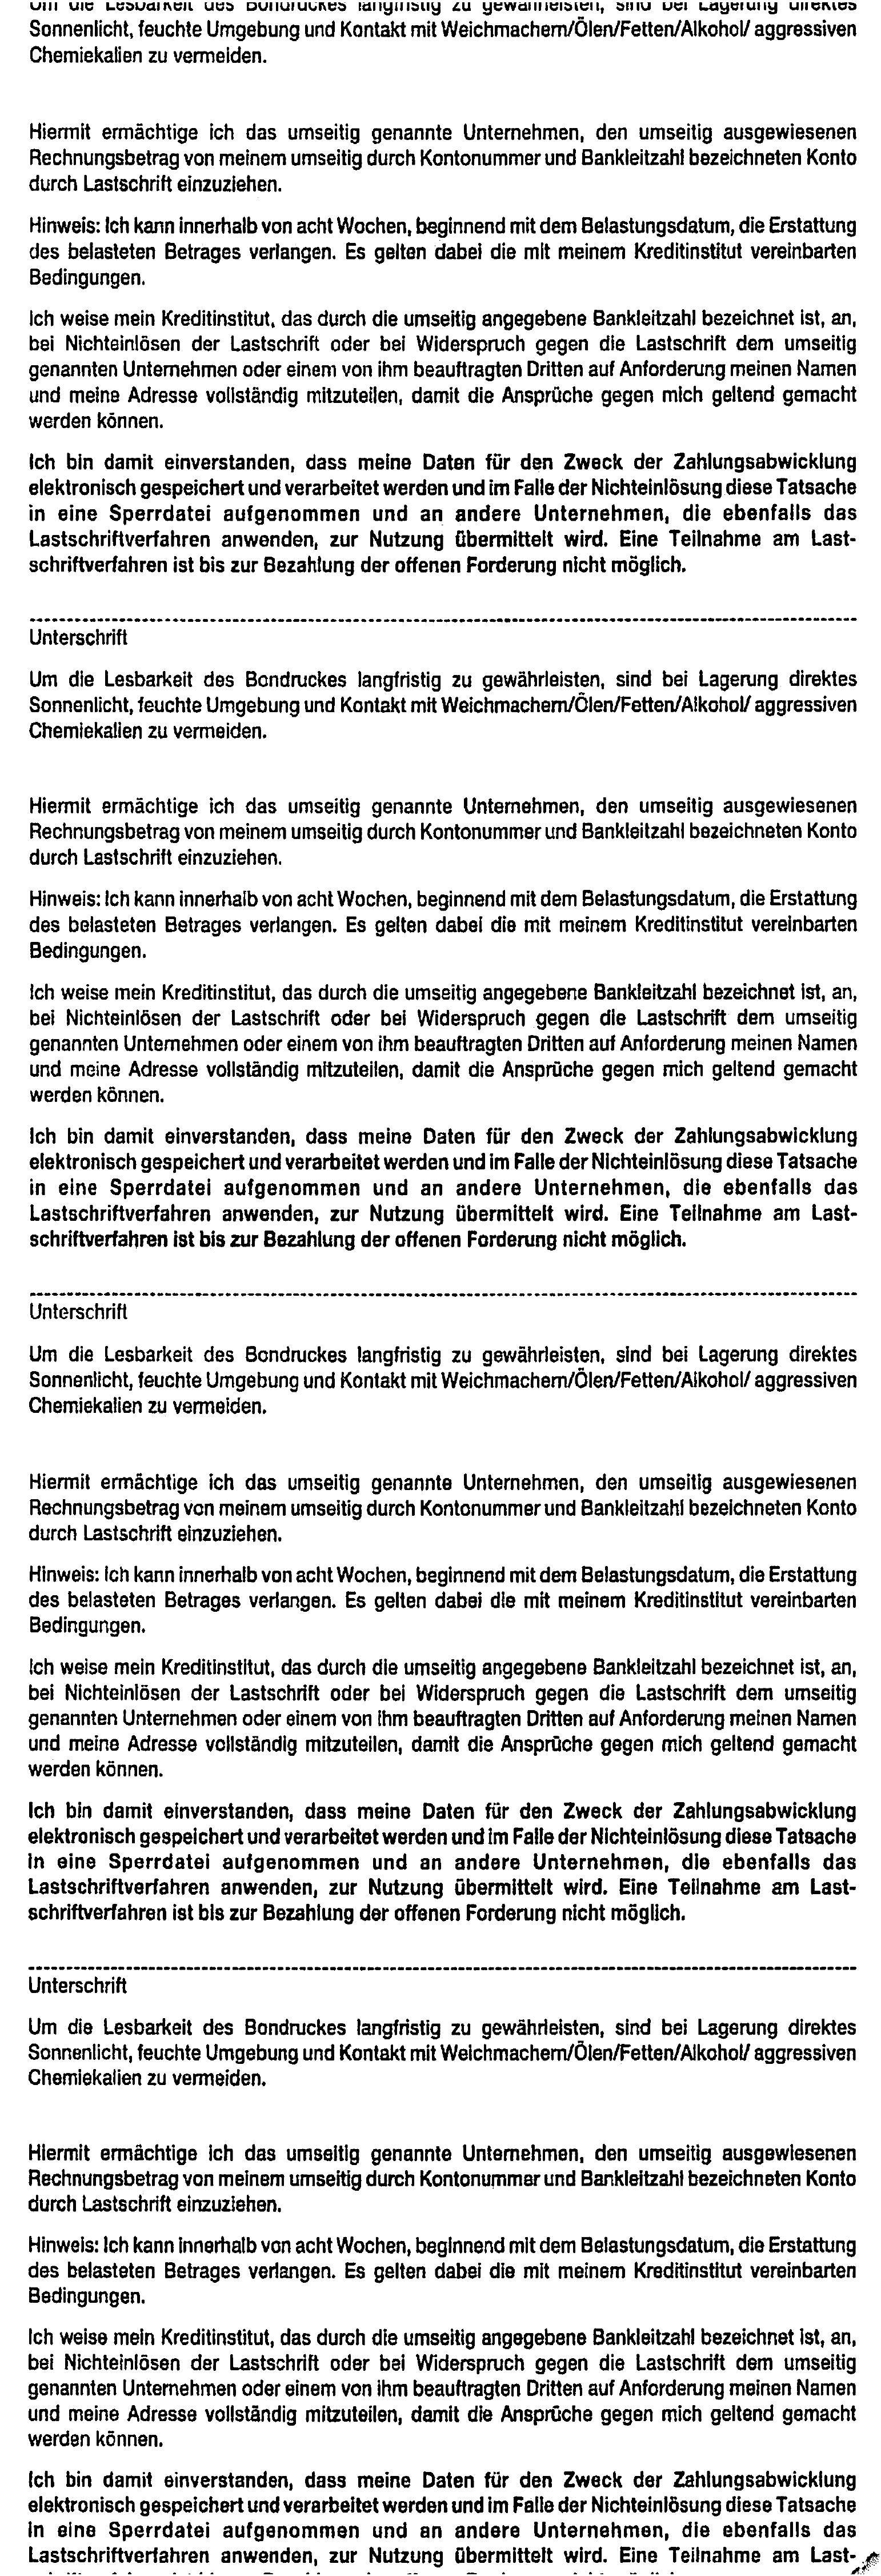 Um die Lesbarkeit des Bondruckes langfristig zu gewährleisten, sind bei Lagerung direktes
Sonnenlicht, feuchte Umgebung und Kontakt mit Weichmachern/Ölen/Fetten/Alkohol/ aggressiven
Chemiekalien zu vermeiden.
Hiermit ermächtige ich das umseitig genannte Unternehmen, den umseitig ausgewiesenen
Rechnungsbetrag von meinem umseitig durch Kontonummer und Bankleitzahl bezeichneten Konto
durch Lastschrift einzuziehen.
Hinweis: Ich kann innerhalb von acht Wochen, beginnend mit dem Belastungsdatum, die Erstattung
des belasteten Betrages verlangen. Es gelten dabei die mit meinem Kreditinstitut vereinbarten
Bedingungen.
Ich weise mein Kreditinstitut, das durch die umseitig angegebene Bankleitzahl bezeichnet ist, an,
bei Nichteinlösen der Lastschrift oder bei Widerspruch gegen die Lastschrift dem umseitig
genannten Unternehmen oder einem von ihm beauftragten Dritten auf Anforderung meinen Namen
und meine Adresse vollständig mitzuteilen, damit die Ansprüche gegen mich geltend gemacht
werden können.
Ich bin damit einverstanden, dass meine Daten für den Zweck der Zahlungsabwicklung
elektronisch gespeichert und verarbeitet werden und im Falle der Nichteinlösung diese Tatsache
in eine Sperrdatei aufgenommen und an andere Unternehmen, die ebenfalls das
Lastschriftverfahren anwenden, zur Nutzung übermittelt wird. Eine Teilnahme am Last-
schriftverfahren ist bis zur Bezahlung der offenen Forderung nicht möglich.
Unterschrift
Um die Lesbarkeit des Bondruckes langfristig zu gewährleisten, sind bei Lagerung direktes
Sonnenlicht, feuchte Umgebung und Kontakt mit Weichmachern/Ölen/Fetten/Alkohol/ aggressiven
Chemiekalien zu vermeiden.
Hiermit ermächtige ich das umseitig genannte Unternehmen, den umseitig ausgewiesenen
Rechnungsbetrag von meinem umseitig durch Kontonummer und Bankleitzahl bezeichneten Konto
durch Lastschrift einzuziehen.
Hinweis: Ich kann innerhalb von acht Wochen, beginnend mit dem Belastungsdatum, die Erstattung
des belasteten Betrages verlangen. Es gelten dabei die mit meinem Kreditinstitut vereinbarten
Bedingungen.
Ich weise mein Kreditinstitut, das durch die umseitig angegebene Bankleitzahl bezeichnet ist, an,
bei Nichteinlösen der Lastschrift oder bei Widerspruch gegen die Lastschrift dem umseitig
genannten Unternehmen oder einem von ihm beauftragten Dritten auf Anforderung meinen Namen
und meine Adresse vollständig mitzuteilen, damit die Ansprüche gegen mich geltend gemacht
werden können.
Ich bin damit einverstanden, dass meine Daten für den Zweck der Zahlungsabwicklung
elektronisch gespeichert und verarbeitet werden und im Falle der Nichteinlösung diese Tatsache
in eine Sperrdatei aufgenommen und an andere Unternehmen, die ebenfalls das
Lastschriftverfahren anwenden, zur Nutzung übermittelt wird. Eine Teilnahme am Last-
schriftverfahren ist bis zur Bezahlung der offenen Forderung nicht möglich.
Unterschrift
Um die Lesbarkeit des Bondruckes langfristig zu gewährleisten, sind bei Lagerung direktes
Sonnenlicht, feuchte Umgebung und Kontakt mit Weichmachern/Ölen/Fetten/Alkohol/ aggressiven
Chemiekalien zu vermeiden.
Hiermit ermächtige ich das umseitig genannte Unternehmen, den umseitig ausgewiesenen
Rechnungsbetrag von meinem umseitig durch Kontonummer und Bankleitzahl bezeichneten Konto
durch Lastschrift einzuziehen.
Hinweis: Ich kann innerhalb von acht Wochen, beginnend mit dem Belastungsdatum, die Erstattung
des belasteten Betrages verlangen. Es gelten dabei die mit meinem Kreditinstitut vereinbarten
Bedingungen.
Ich weise mein Kreditinstitut, das durch die umseitig angegebene Bankleitzahl bezeichnet ist, an,
bei Nichteinlösen der Lastschrift oder bei Widerspruch gegen die Lastschrift dem umseitig
genannten Unternehmen oder einem von ihm beauftragten Dritten auf Anforderung meinen Namen
und meine Adresse vollständig mitzuteilen, damit die Ansprüche gegen mich geltend gemacht
werden können.
Ich bin damit einverstanden, dass meine Daten für den Zweck der Zahlungsabwicklung
elektronisch gespeichert und verarbeitet werden und im Falle der Nichteinlösung diese Tatsache
in eine Sperrdatei aufgenommen und an andere Unternehmen, die ebenfalls das
Lastschriftverfahren anwenden, zur Nutzung übermittelt wird. Eine Teilnahme am Last-
schriftverfahren ist bis zur Bezahlung der offenen Forderung nicht möglich.
Unterschrift
Um die Lesbarkeit des Bondruckes langfristig zu gewährleisten, sind bei Lagerung direktes
Sonnenlicht, feuchte Umgebung und Kontakt mit Weichmachern/Ölen/Fetten/Alkohol/ aggressiven
Chemiekalien zu vermeiden.
Hiermit ermächtige ich das umseitig genannte Unternehmen, den umseitig ausgewiesenen
Rechnungsbetrag von meinem umseitig durch Kontonummer und Bankleitzahl bezeichneten Konto
durch Lastschrift einzuziehen.
Hinweis: Ich kann innerhalb von acht Wochen, beginnend mit dem Belastungsdatum, die Erstattung
des belasteten Betrages verlangen. Es gelten dabei die mit meinem Kreditinstitut vereinbarten
Bedingungen.
Ich weise mein Kreditinstitut, das durch die umseitig angegebene Bankleitzahl bezeichnet ist, an,
bei Nichteinlösen der Lastschrift oder bei Widerspruch gegen die Lastschrift dem umseitig
genannten Unternehmen oder einem von ihm beauftragten Dritten auf Anforderung meinen Namen
und meine Adresse vollständig mitzuteilen, damit die Ansprüche gegen mich geltend gemacht
werden können.
Ich bin damit einverstanden, dass meine Daten für den Zweck der Zahlungsabwicklung
elektronisch gespeichert und verarbeitet werden und im Falle der Nichteinlösung diese Tatsache
in eine Sperrdatei aufgenommen und an andere Unternehmen, die ebenfalls das
Lastschriftverfahren anwenden, zur Nutzung übermittelt wird. Eine Teilnahme am Last-